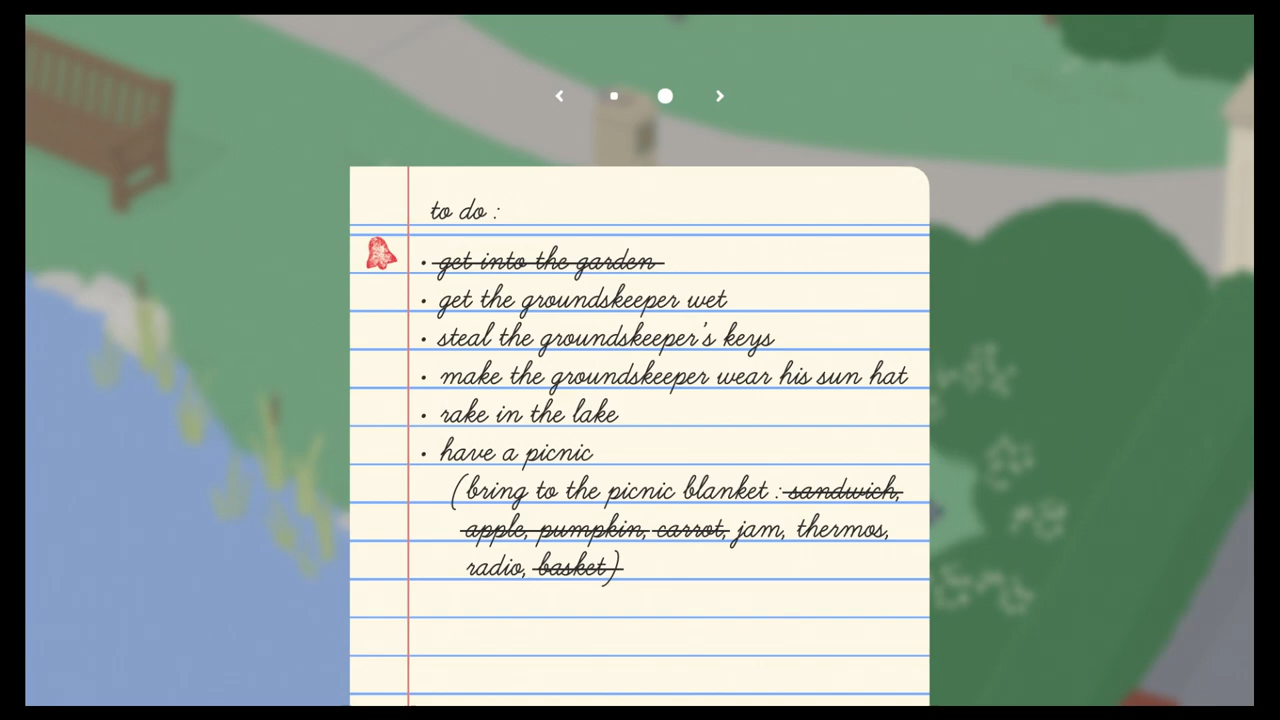 to do :
• get into the garden
• get the groundskeeper wet
• steal the groundskeeper's keys
• make the groundskeeper wear his sun hat
• rake in the lake
• have a picnic
(bring to the picnic blanket : sandwich,
apple, pumpkin, carrot, jam, thermos,
radio, basket)